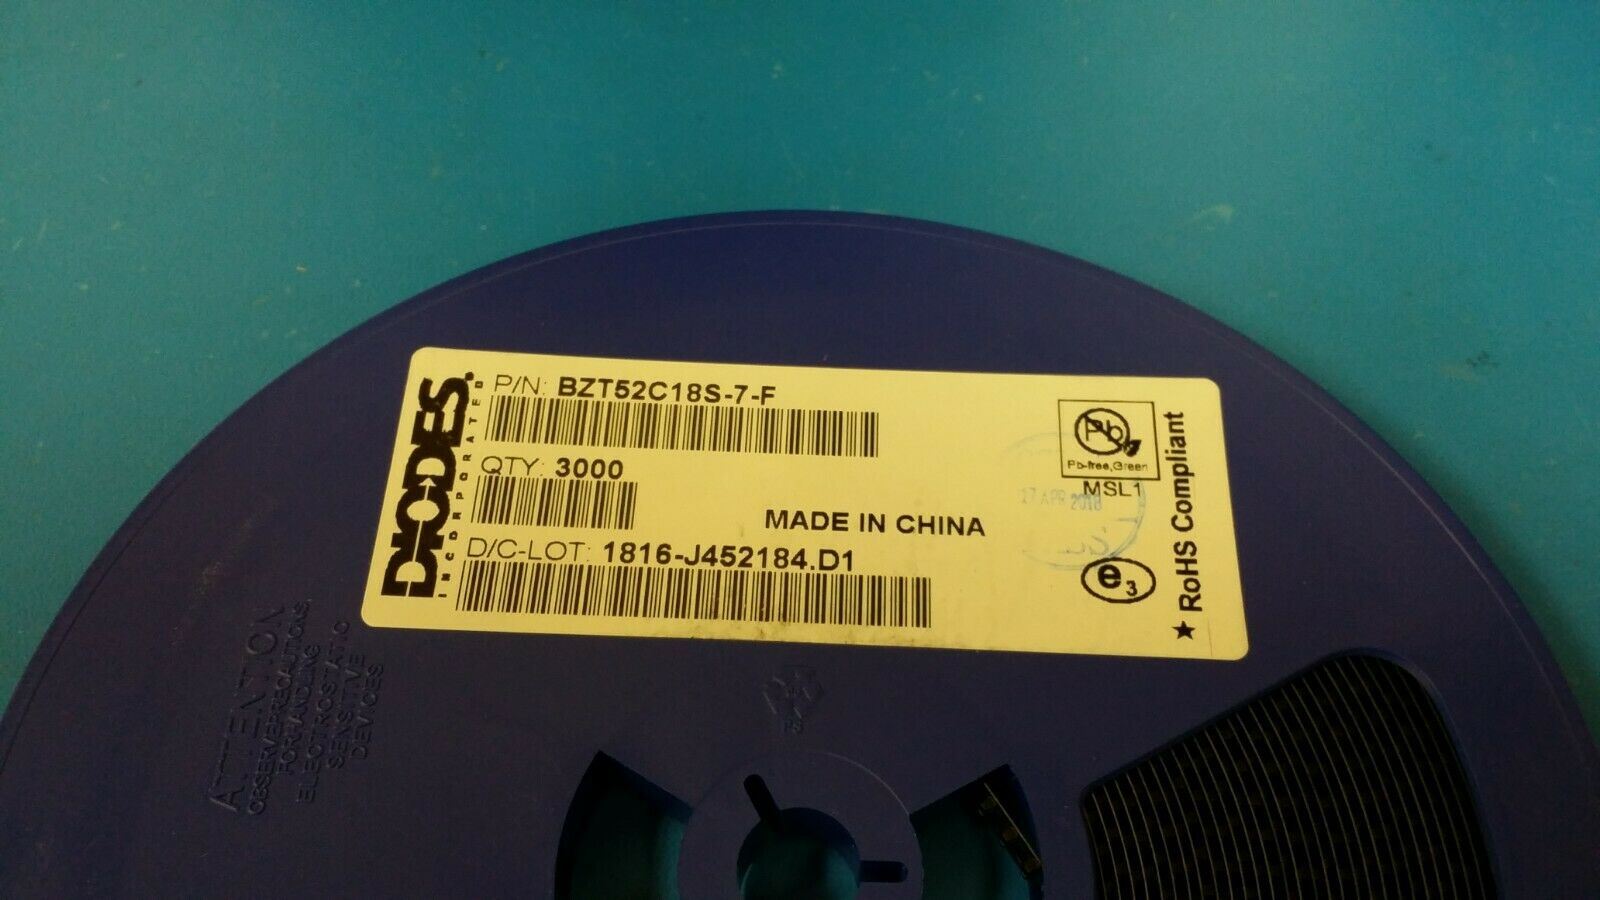 DIODES®
INCORPORATED
P/N: BZT52C18S-7-F
QTY: 3000
MADE IN CHINA
D/C-LOT: 1816-J452184.D1
Pb
Pb-free,Green
MSL1
17 APR 2018
e3
★ RoHS Compliant
ATTENTION
OBSERVE PRECAUTIONS
FOR HANDLING
ELECTROSTATIC
SENSITIVE
DEVICES
PS